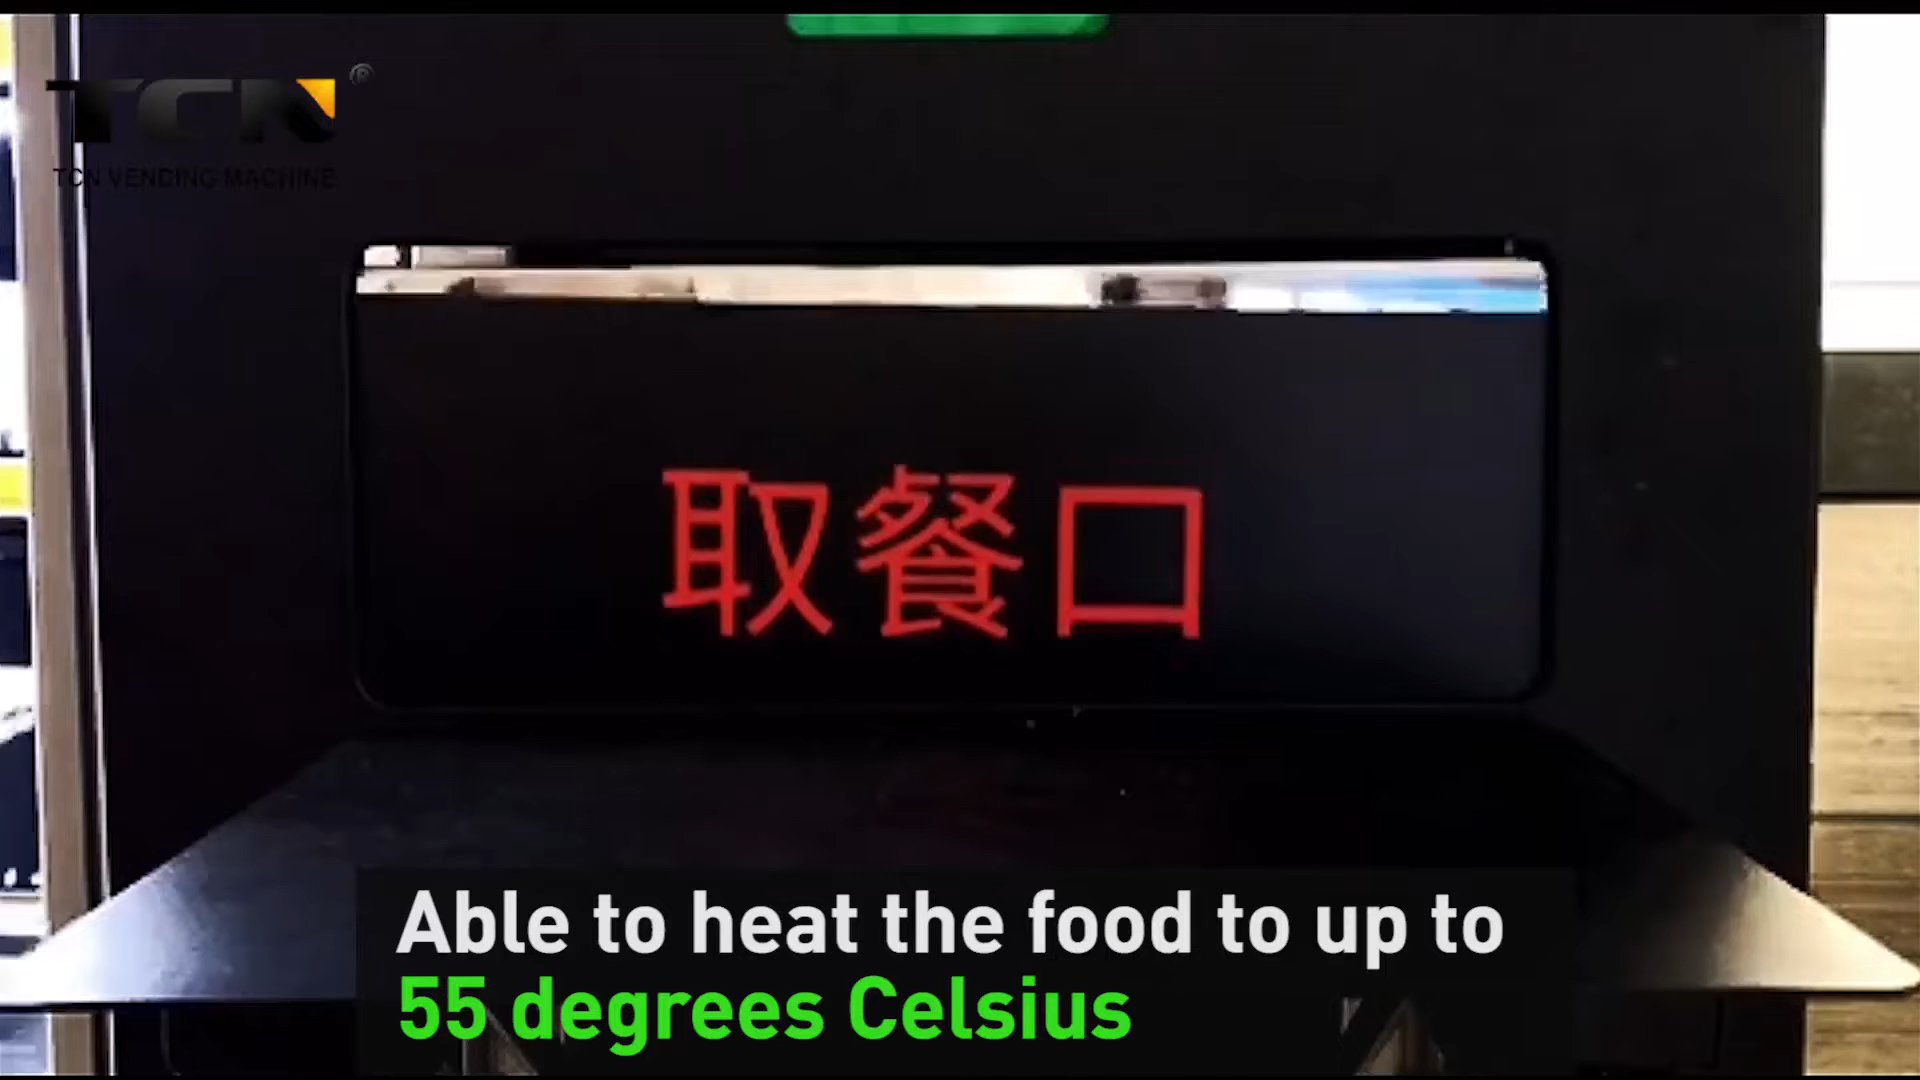 TCN®
TCN VENDING MACHINE
取餐口
Able to heat the food to up to
55 degrees Celsius